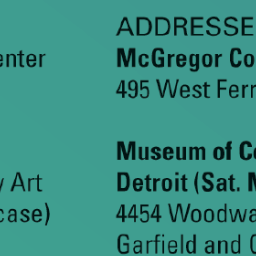 ADDRESSE
enter
McGregor Co
495 West Ferr
Museum of Co
y Art
Detroit (Sat. M
case)
4454 Woodwa
Garfield and C